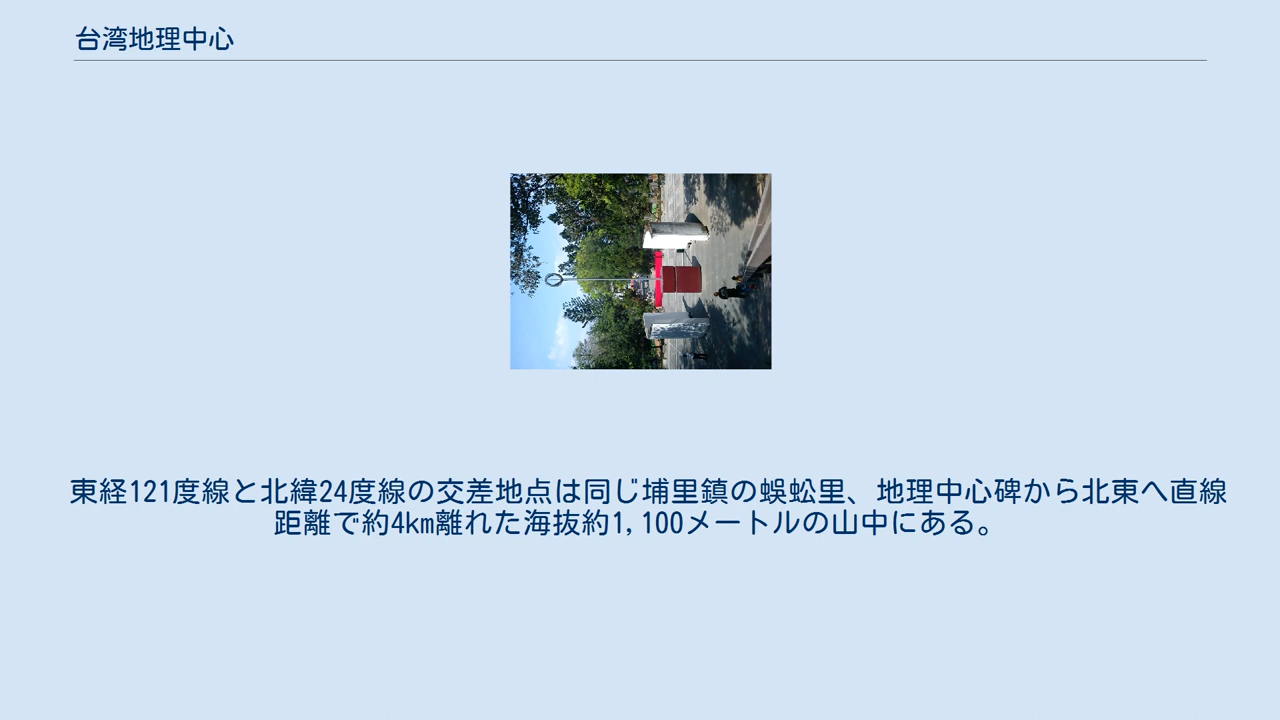 台湾地理中心
東経121度線と北緯24度線の交差地点は同じ埔里鎮の蜈蚣里、地理中心碑から北東へ直線
距離で約4km離れた海抜約1,100メートルの山中にある。